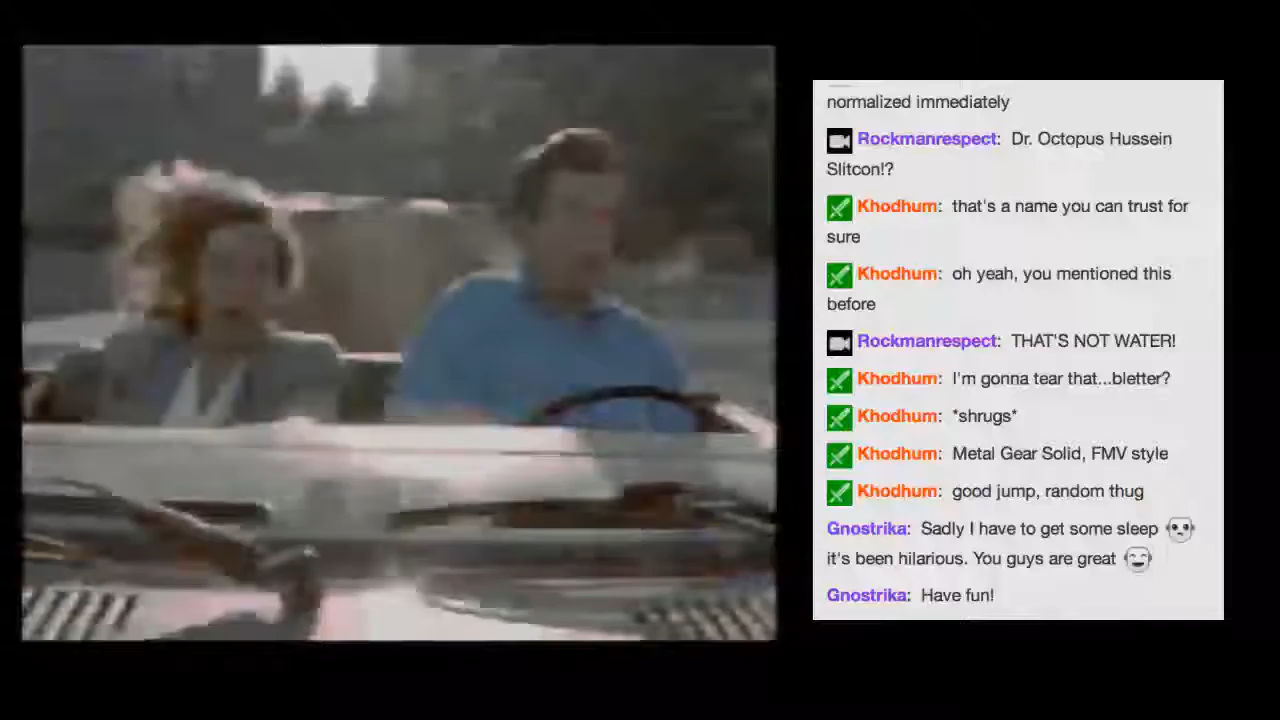 normalized immediately
Rockmanrespect: Dr. Octopus Hussein
Slitcon!?
Khodhum: that's a name you can trust for
sure
Khodhum: oh yeah, you mentioned this
before
Rockmanrespect: THAT'S NOT WATER!
Khodhum: I'm gonna tear that...bletter?
Khodhum: *shrugs*
Khodhum: Metal Gear Solid, FMV style
Khodhum: good jump, random thug
Gnostrika: Sadly I have to get some sleep
it's been hilarious. You guys are great
Gnostrika: Have fun!